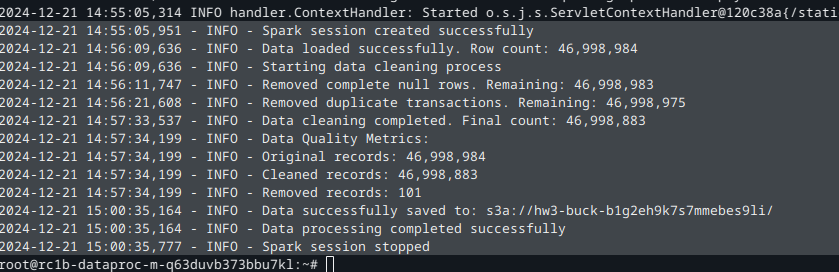 2024-12-21 14:55:05,314 INFO handler.ContextHandler: Started o.s.j.s.ServletContextHandler@120c38a{/stati
2024-12-21 14:55:05,951 - INFO - Spark session created successfully
2024-12-21 14:56:09,636 - INFO - Data loaded successfully. Row count: 46,998,984
2024-12-21 14:56:09,636 - INFO - Starting data cleaning process
2024-12-21 14:56:11,747 - INFO - Removed complete null rows. Remaining: 46,998,983
2024-12-21 14:56:21,608 - INFO - Removed duplicate transactions. Remaining: 46,998,975
2024-12-21 14:57:33,537 - INFO - Data cleaning completed. Final count: 46,998,883
2024-12-21 14:57:34,199 - INFO - Data Quality Metrics:
2024-12-21 14:57:34,199 - INFO - Original records: 46,998,984
2024-12-21 14:57:34,199 - INFO - Cleaned records: 46,998,883
2024-12-21 14:57:34,199 - INFO - Removed records: 101
2024-12-21 15:00:35,164 - INFO - Data successfully saved to: s3a://hw3-buck-b1g2eh9k7s7mmebes9li/
2024-12-21 15:00:35,164 - INFO - Data processing completed successfully
2024-12-21 15:00:35,777 - INFO - Spark session stopped
root@rc1b-dataproc-m-q63duvb373bbu7kl:~#